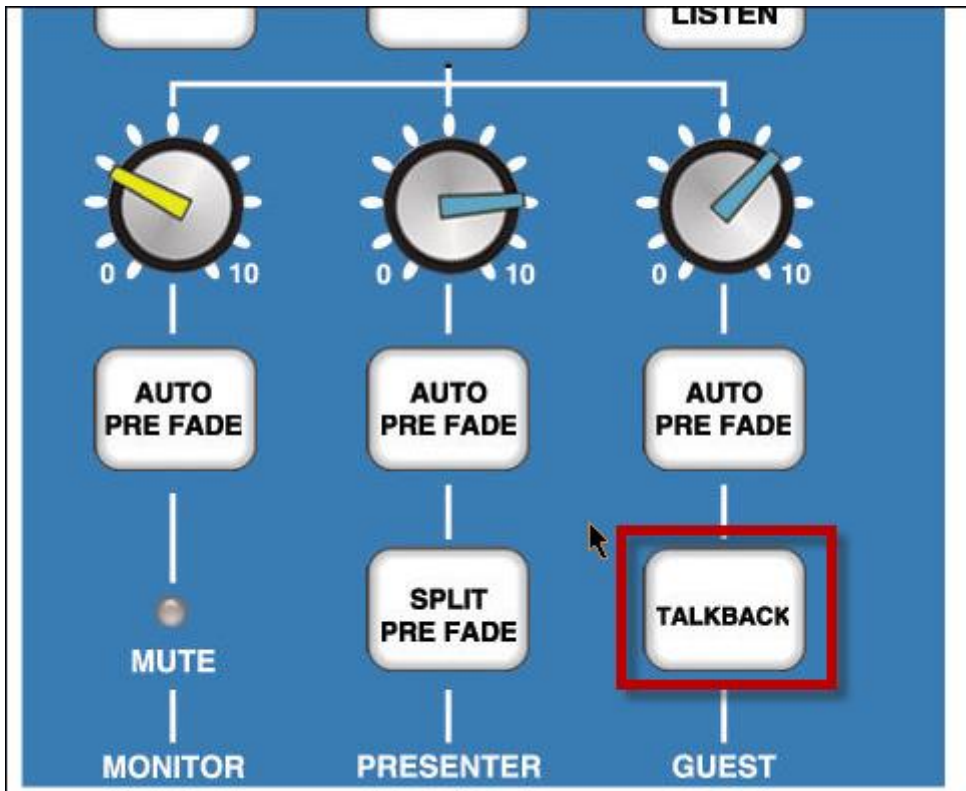 LISTEN
0 10 0 10 0 10
AUTO AUTO AUTO
PRE FADE PRE FADE PRE FADE
SPLIT
PRE FADE
TALKBACK
MUTE
MONITOR PRESENTER GUEST